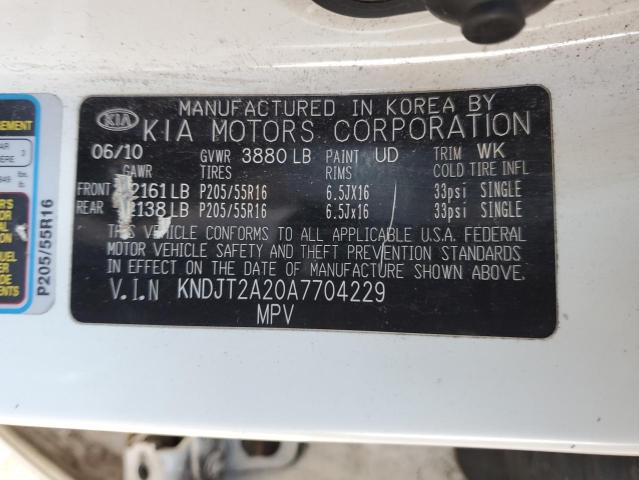 MANUFACTURED IN KOREA BY
KIA KIA MOTORS CORPORATION
06/10 GVWR 3880 LB PAINT UD TRIM WK
GAWR TIRES RIMS COLD TIRE INFL
FRONT 2161 LB P205/55R16 6.5JX16 33psi SINGLE
REAR 2138 LB P205/55R16 6.5Jx16 33psi SINGLE
THIS VEHICLE CONFORMS TO ALL APPLICABLE U.S.A. FEDERAL
MOTOR VEHICLE SAFETY AND THEFT PREVENTION STANDARDS
IN EFFECT ON THE DATE OF MANUFACTURE SHOWN ABOVE.
V.I.N KNDJT2A20A7704229
MPV
P205/55R16